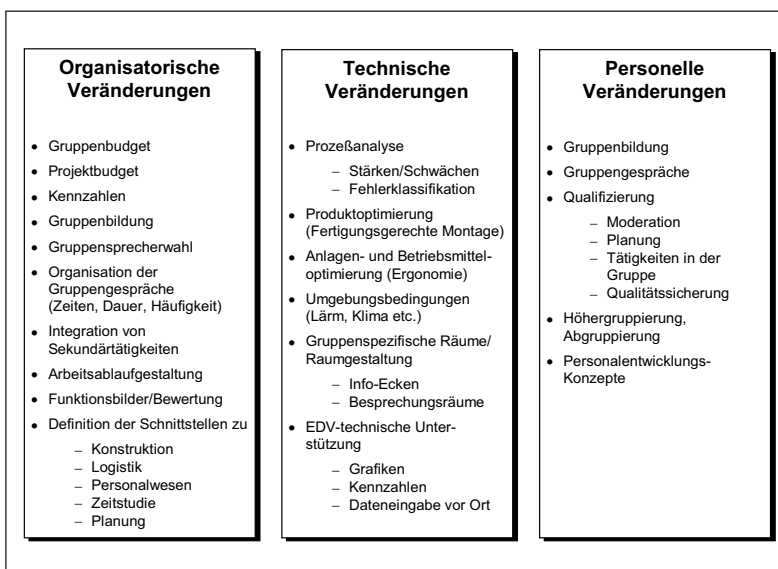 Organisatorische
Veränderungen
• Gruppenbudget
• Projektbudget
• Kennzahlen
• Gruppenbildung
• Gruppensprecherwahl
• Organisation der
Gruppengespräche
(Zeiten, Dauer, Häufigkeit)
• Integration von
Sekundärtätigkeiten
• Arbeitsablaufgestaltung
• Funktionsbilder/Bewertung
• Definition der Schnittstellen zu
– Konstruktion
– Logistik
– Personalwesen
– Zeitstudie
– Planung
Technische
Veränderungen
• Prozeßanalyse
– Stärken/Schwächen
– Fehlerklassifikation
• Produktoptimierung
(Fertigungsgerechte Montage)
• Anlagen- und Betriebsmittel-
optimierung (Ergonomie)
• Umgebungsbedingungen
(Lärm, Klima etc.)
• Gruppenspezifische Räume/
Raumgestaltung
– Info-Ecken
– Besprechungsräume
• EDV-technische Unter-
stützung
– Grafiken
– Kennzahlen
– Dateneingabe vor Ort
Personelle
Veränderungen
• Gruppenbildung
• Gruppengespräche
• Qualifizierung
– Moderation
– Planung
– Tätigkeiten in der
Gruppe
– Qualitätssicherung
• Höhergruppierung,
Abgruppierung
• Personalentwicklungs-
Konzepte